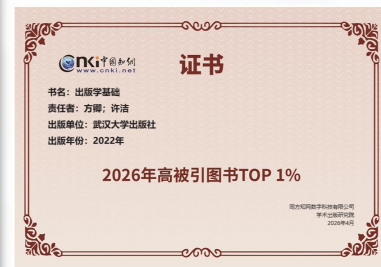 cnki中国知网
www.cnki.net
证书
书名：出版学基础
责任者：方卿；许洁
出版单位：武汉大学出版社
出版年份：2022年
2026年高被引图书TOP 1%
同方知网数字科技有限公司
学术出版研究院
2026年4月